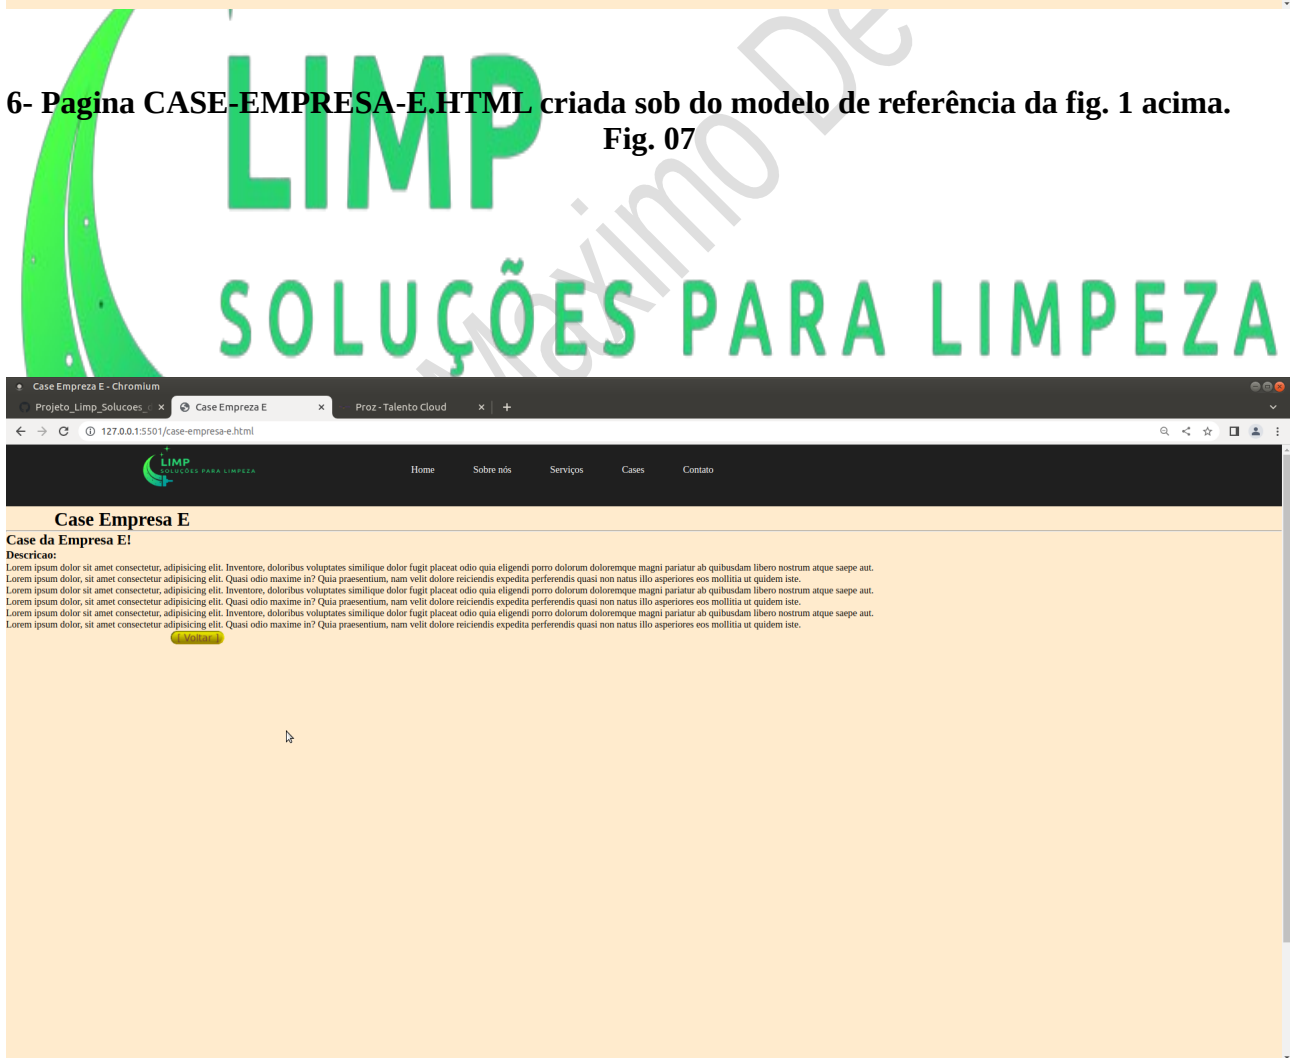 LIMP
6- Pagina CASE-EMPRESA-E.HTML criada sob do modelo de referência da fig. 1 acima.
Fig. 07
Maximo De
SOLUÇÕES PARA LIMPEZA
Case Empreza E - Chromium
Projeto_Limp_Solucoes_ Case Empreza E Proz - Talento Cloud
127.0.0.1:5501/case-empresa-e.html
LIMP
SOLUÇÕES PARA LIMPEZA
Home Sobre nós Serviços Cases Contato
Case Empresa E
Case da Empresa E!
Descricao:
Lorem ipsum dolor sit amet consectetur, adipisicing elit. Inventore, doloribus voluptates similique dolor fugit placeat odio quia eligendi porro dolorum doloremque magni pariatur ab quibusdam libero nostrum atque saepe aut.
Lorem ipsum dolor, sit amet consectetur adipisicing elit. Quasi odio maxime in? Quia praesentium, nam velit dolore reiciendis expedita perferendis quasi non natus illo asperiores eos mollitia ut quidem iste.
Lorem ipsum dolor sit amet consectetur, adipisicing elit. Inventore, doloribus voluptates similique dolor fugit placeat odio quia eligendi porro dolorum doloremque magni pariatur ab quibusdam libero nostrum atque saepe aut.
Lorem ipsum dolor, sit amet consectetur adipisicing elit. Quasi odio maxime in? Quia praesentium, nam velit dolore reiciendis expedita perferendis quasi non natus illo asperiores eos mollitia ut quidem iste.
Lorem ipsum dolor sit amet consectetur, adipisicing elit. Inventore, doloribus voluptates similique dolor fugit placeat odio quia eligendi porro dolorum doloremque magni pariatur ab quibusdam libero nostrum atque saepe aut.
Lorem ipsum dolor, sit amet consectetur adipisicing elit. Quasi odio maxime in? Quia praesentium, nam velit dolore reiciendis expedita perferendis quasi non natus illo asperiores eos mollitia ut quidem iste.
[ Voltar ]